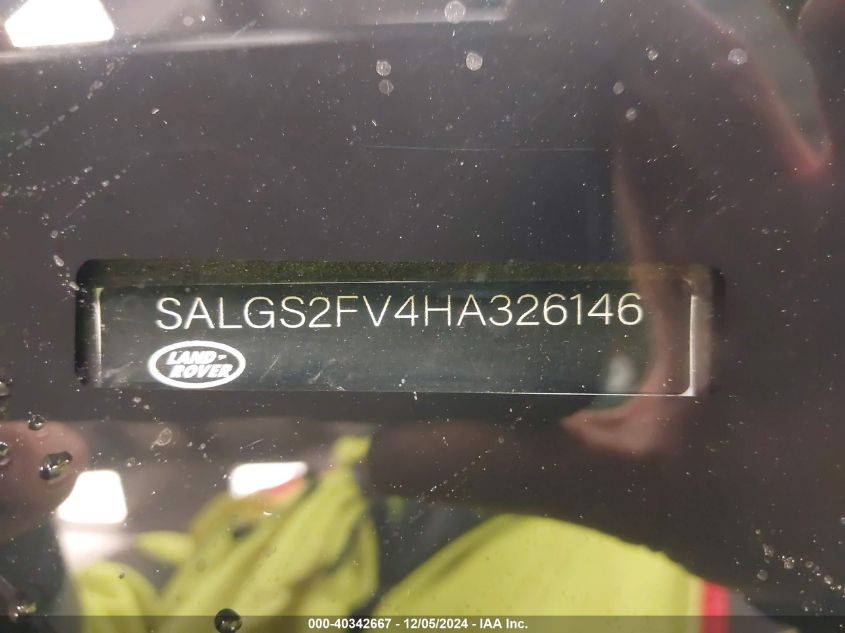 SALGS2FV4HA326146
LAND-
ROVER
000-40342667 - 12/05/2024 - IAA Inc.